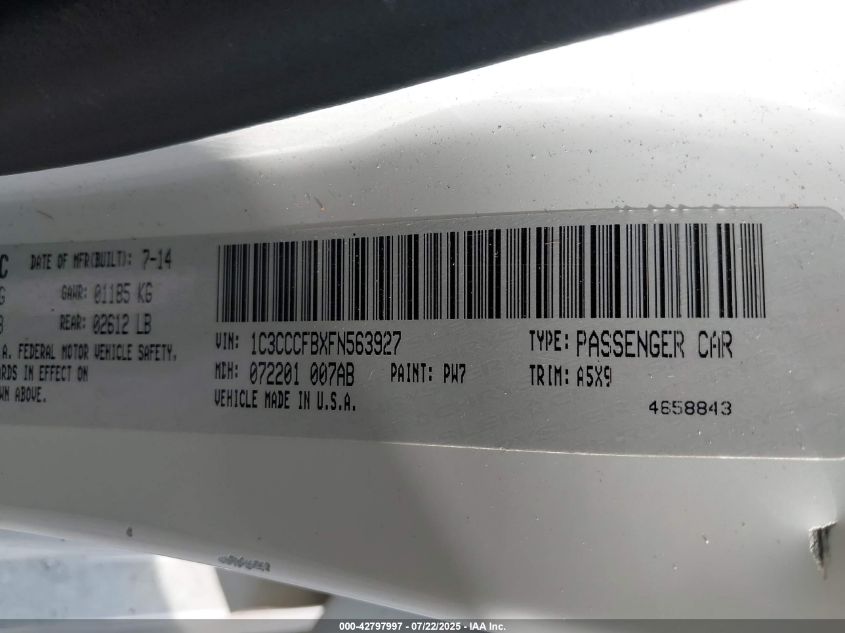 C DATE OF MFR(BUILT): 7-14
G GAWR: 01185 KG
B REAR: 02612 LB
A. FEDERAL MOTOR VEHICLE SAFETY.
RDS IN EFFECT ON
WN ABOVE.
VIN: 1C3CCCFBXFN563927 TYPE: PASSENGER CAR
MDH: 072201 007AB PAINT: PW7 TRIM: A5X9
VEHICLE MADE IN U.S.A.
4658843
000-42797997 - 07/22/2025 - IAA Inc.